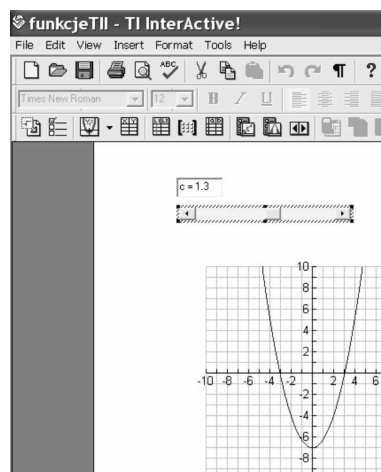 funkcjeTII - TI InterActive!
File Edit View Insert Format Tools Help
ABC ¶ ?
Times New Roman 12 B I U
c = 1.3
10
8
6
4
2
-10 -8 -6 -4 -2 2 4 6
-2
-4
-6
-8